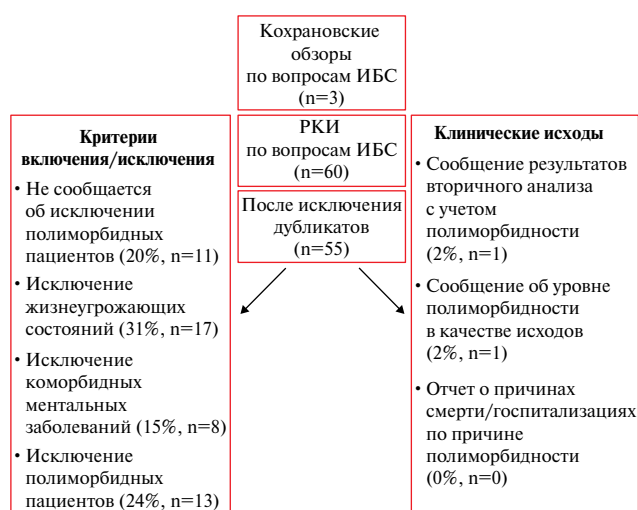 Кохрановские
обзоры
по вопросам ИБС
(n=3)
РКИ
по вопросам ИБС
(n=60)
После исключения
дубликатов
(n=55)
Критерии
включения/исключения
• Не сообщается
об исключении
полиморбидных
пациентов (20%, n=11)
• Исключение
жизнеугрожающих
состояний (31%, n=17)
• Исключение
коморбидных
ментальных
заболеваний (15%, n=8)
• Исключение
полиморбидных
пациентов (24%, n=13)
Клинические исходы
• Сообщение результатов
вторичного анализа
с учетом
полиморбидности
(2%, n=1)
• Сообщение об уровне
полиморбидности
в качестве исходов
(2%, n=1)
• Отчет о причинах
смерти/госпитализациях
по причине
полиморбидности
(0%, n=0)